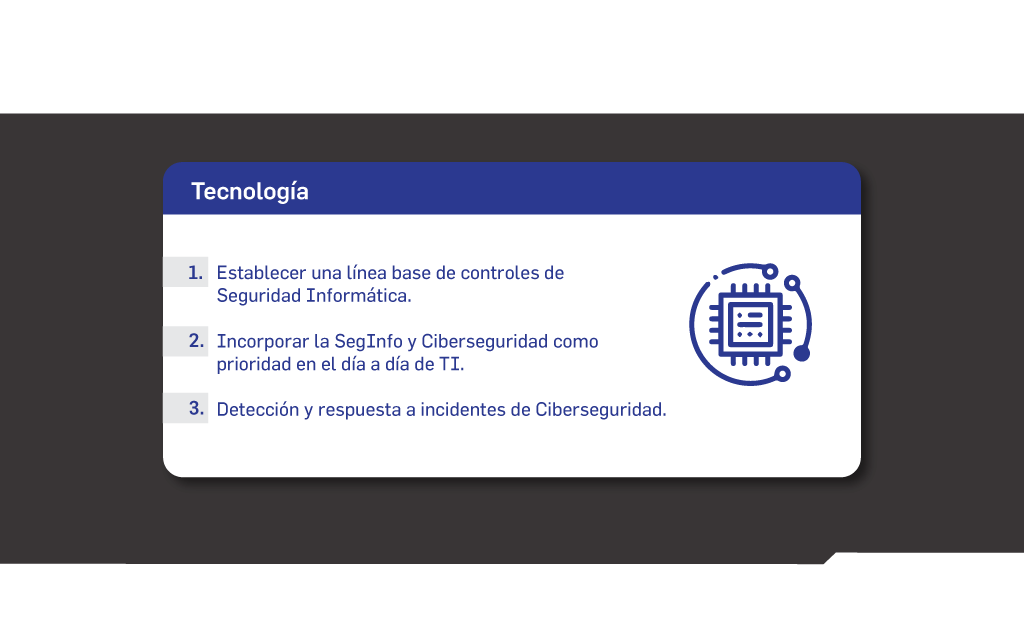 Tecnología
1. Establecer una línea base de controles de
Seguridad Informática.
2. Incorporar la SegInfo y Ciberseguridad como
prioridad en el día a día de TI.
3. Detección y respuesta a incidentes de Ciberseguridad.